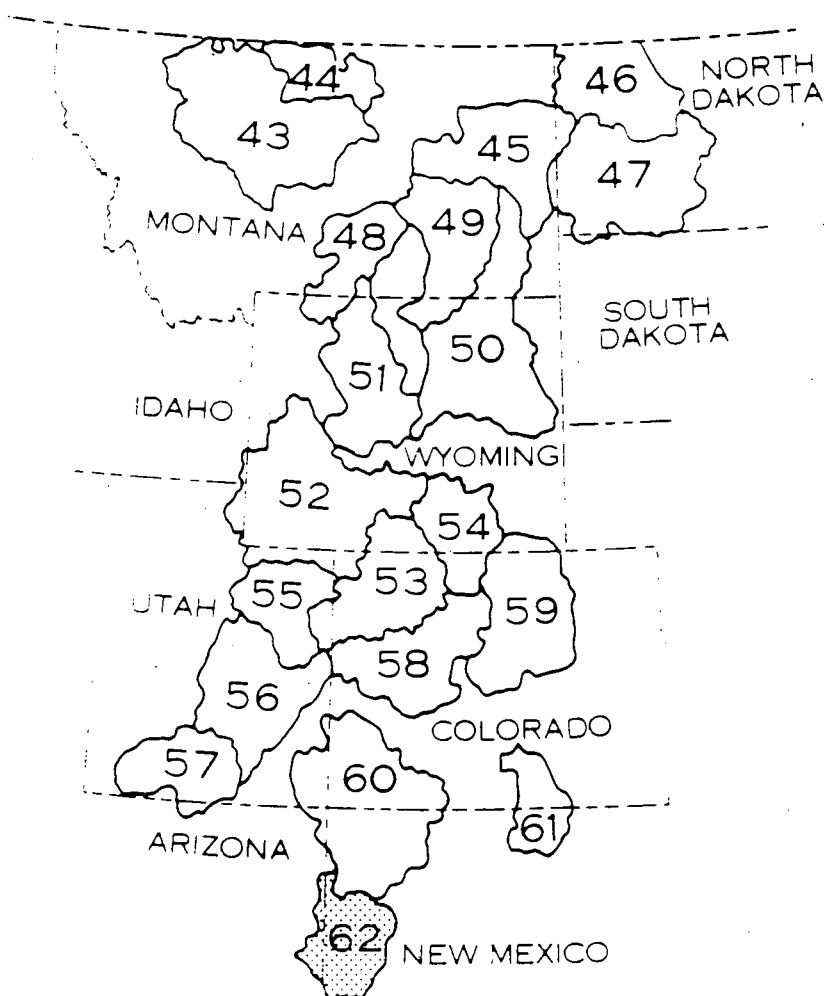 44
46
NORTH
DAKOTA
43
45
47
MONTANA
48
49
SOUTH
DAKOTA
50
51
IDAHO
WYOMING
52
54
53
UTAH
55
59
58
56
COLORADO
57
60
61
ARIZONA
62
NEW MEXICO